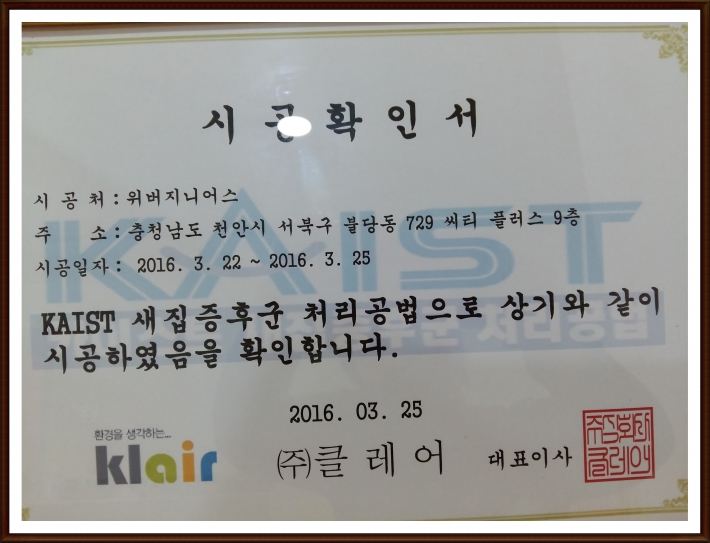 시공확인서
시 공 처 : 위버지니어스
주 소 : 충청남도 천안시 서북구 불당동 729 씨티 플러스 9층
시공일자 : 2016. 3. 22 ~ 2016. 3. 25
KAIST
KAIST 새집증후군 처리공법으로 상기와 같이
시공하였음을 확인합니다.
2016. 03. 25
환경을 생각하는...
klair
㈜클레어 대표이사